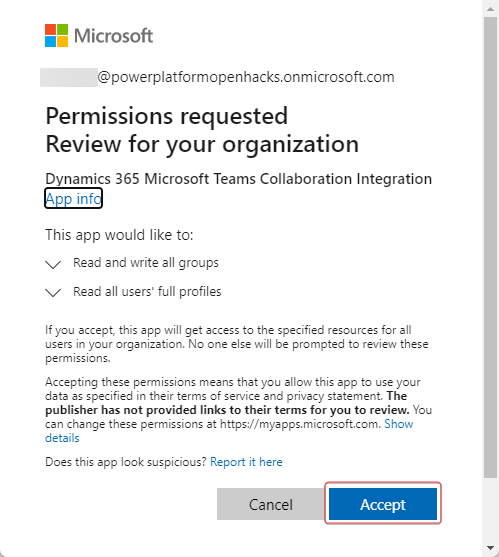 Microsoft
@powerplatformopenhacks.onmicrosoft.com
Permissions requested
Review for your organization
Dynamics 365 Microsoft Teams Collaboration Integration
App info
This app would like to:
Read and write all groups
Read all users' full profiles
If you accept, this app will get access to the specified resources for all
users in your organization. No one else will be prompted to review these
permissions.
Accepting these permissions means that you allow this app to use your
data as specified in their terms of service and privacy statement. The
publisher has not provided links to their terms for you to review. You
can change these permissions at https://myapps.microsoft.com. Show
details
Does this app look suspicious? Report it here
Cancel Accept